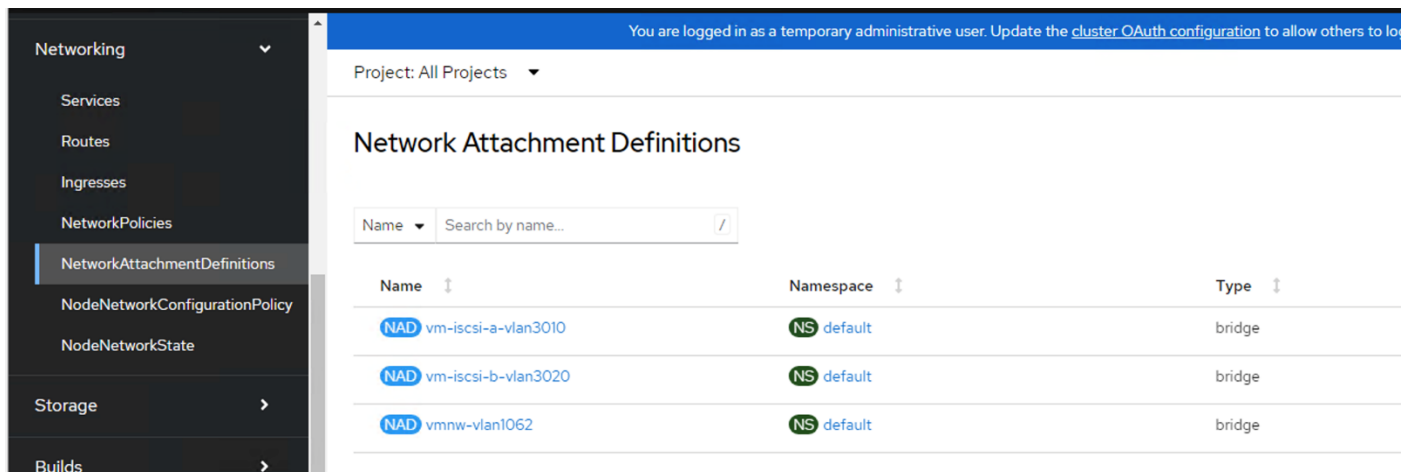 Networking
Services
Routes
Ingresses
NetworkPolicies
NetworkAttachmentDefinitions
NodeNetworkConfigurationPolicy
NodeNetworkState
Storage
Builds
You are logged in as a temporary administrative user. Update the cluster OAuth configuration to allow others to
Project: All Projects
Network Attachment Definitions
Name Search by name... /
Name Namespace Type
NAD vm-iscsi-a-vlan3010 NS default bridge
NAD vm-iscsi-b-vlan3020 NS default bridge
NAD vmnw-vlan1062 NS default bridge